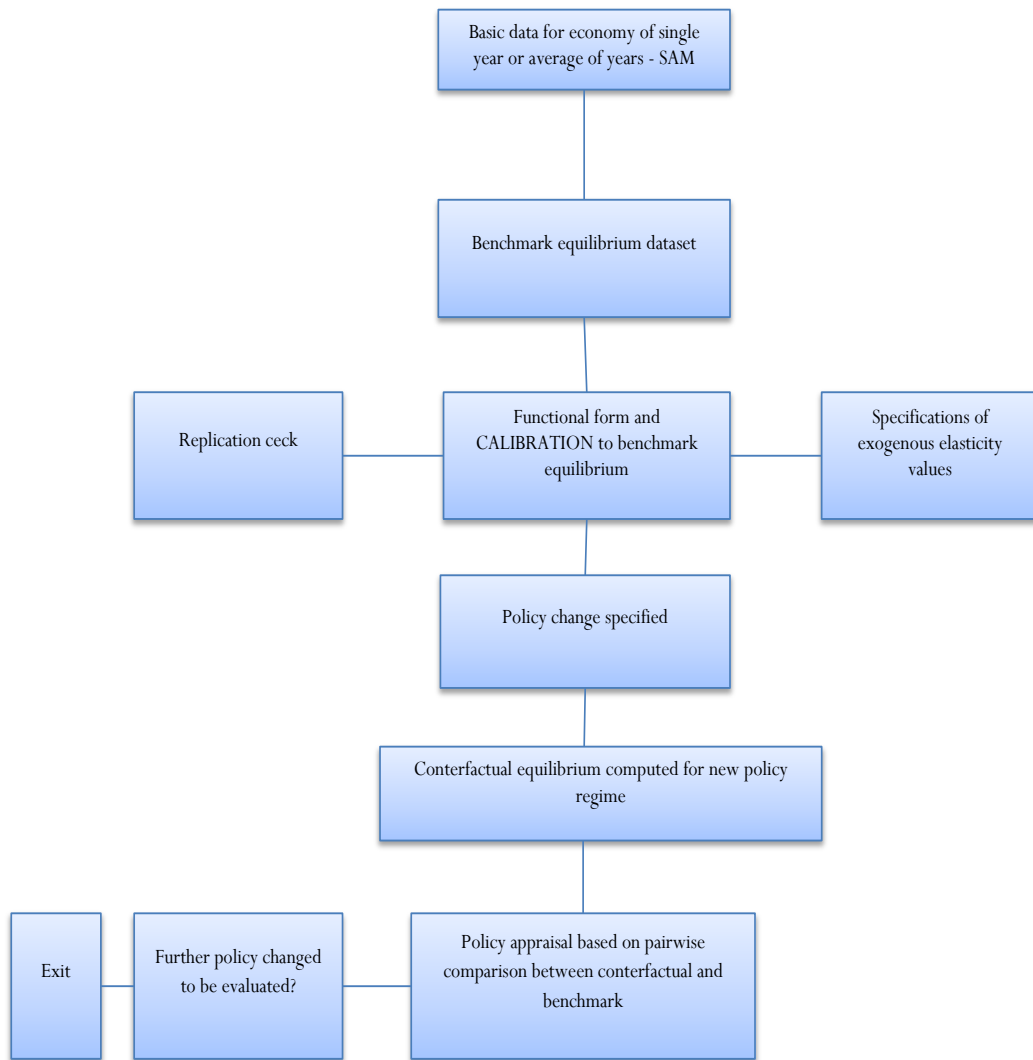 Basic data for economy of single
year or average of years - SAM
Benchmark equilibrium dataset
Replication ceck
Functional form and
CALIBRATION to benchmark
equilibrium
Specifications of
exogenous elasticity
values
Policy change specified
Conterfactual equilibrium computed for new policy
regime
Exit
Further policy changed
to be evaluated?
Policy appraisal based on pairwise
comparison between conterfactual and
benchmark